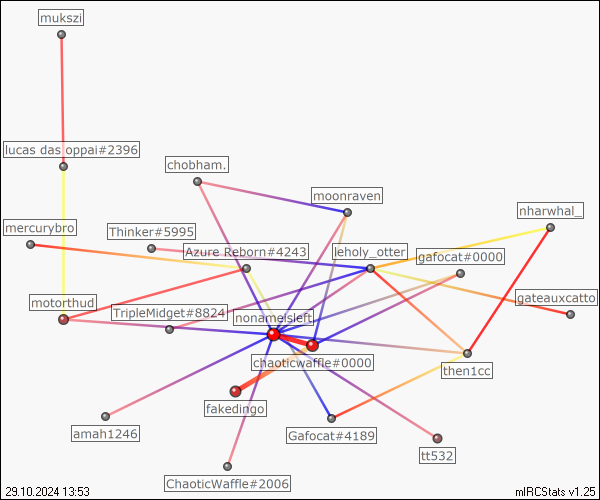 mukszi
lucas das oppai#2396
chobham.
moonraven
nharwhal_
mercurybro
Thinker#5995
Azure Reborn#4243
leholy_otter
gafocat#0000
gateauxcatto
motorthud
TripleMidget#8824
nonameisleft
chaoticwaffle#0000
then1cc
fakedingo
amah1246
Gafocat#4189
tt532
ChaoticWaffle#2006
29.10.2024 13:53
mIRCStats v1.25